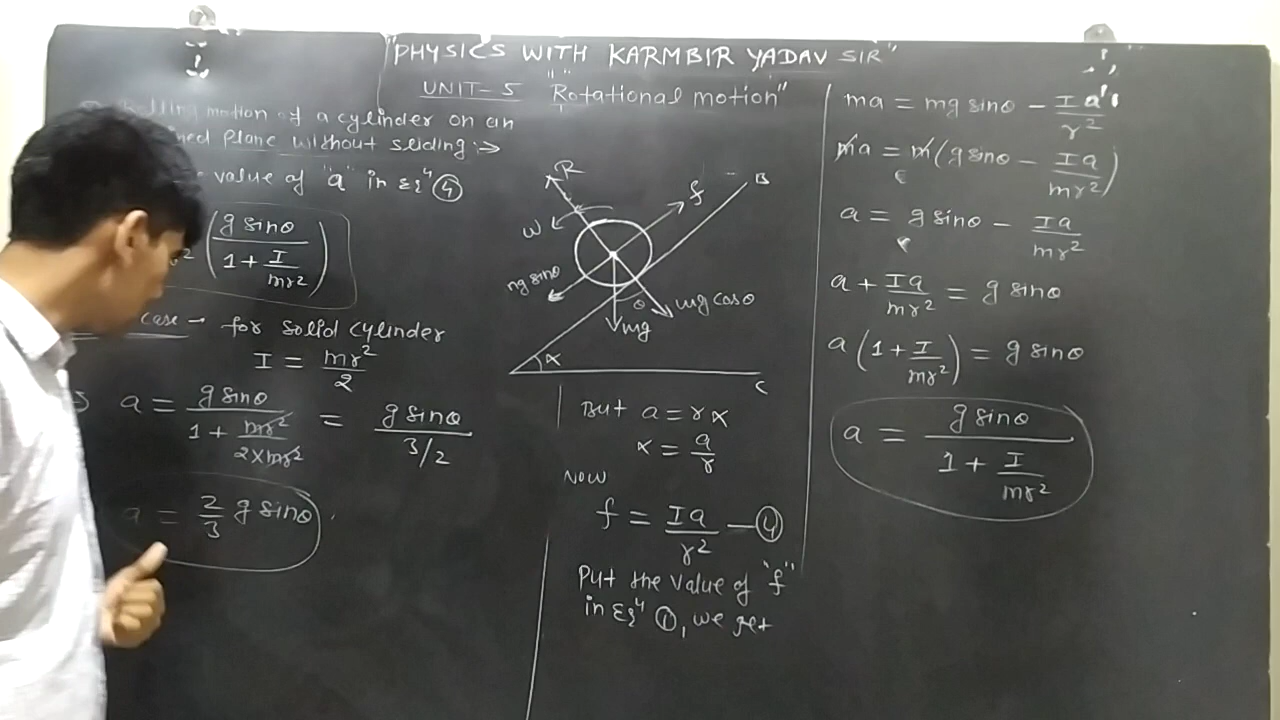 "PHYSICS WITH KARMBIR YADAV SIR"
UNIT-5 "Rotational motion"
Rolling motion of a cylinder on an
Plane without sliding :→
value of "a" in Eqⁿ ④
(g sinθ / (1 + I/mr²))
case → for solid cylinder
I = mr²/2
a = g sinθ / (1 + mr²/2×mr²) = g sinθ / 3/2
a = 2/3 g sinθ
R
f
B
ω
mg sinθ
θ
mg cosθ
mg
α
C
But a = rα
α = a/r
Now
f = Ia/r² — ④
Put the value of "f"
in Eqⁿ ①, we get
ma = mg sinθ − Ia/r²
ma = m(g sinθ − Ia/mr²)
a = g sinθ − Ia/mr²
a + Ia/mr² = g sinθ
a (1 + I/mr²) = g sinθ
a = g sinθ / (1 + I/mr²)